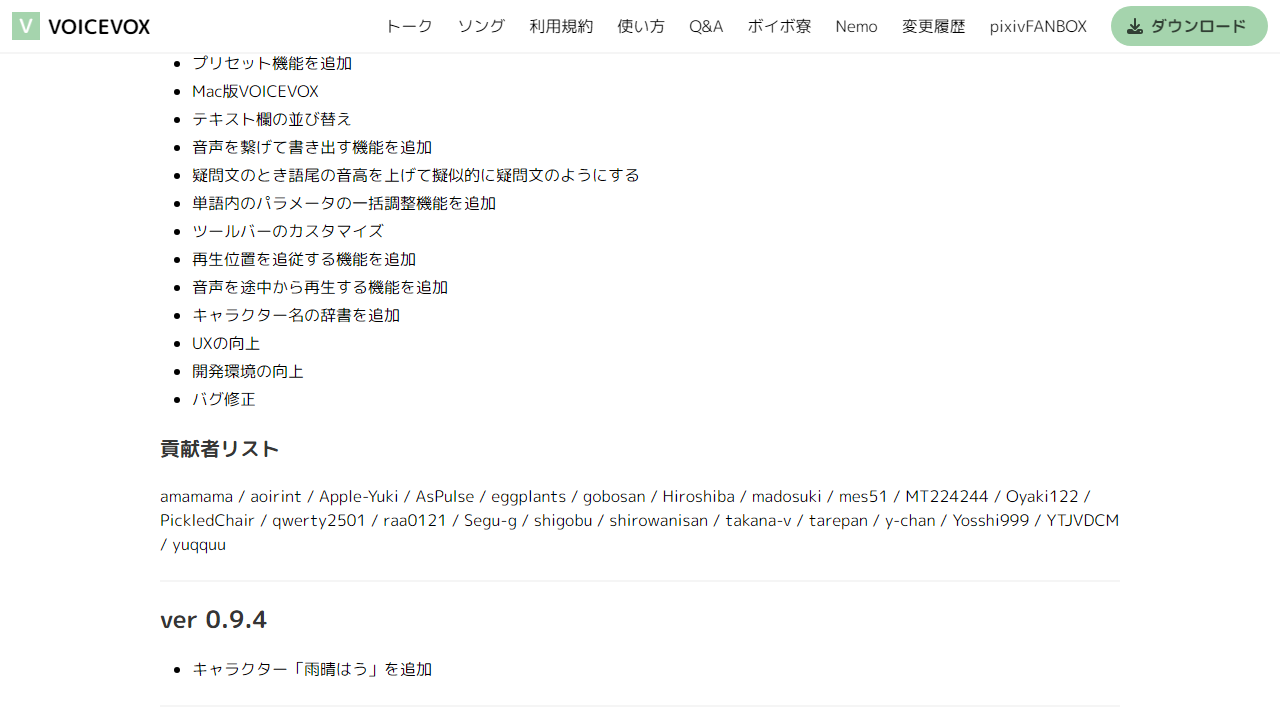 VOICEVOX トーク ソング 利用規約 使い方 Q&A ボイボ寮 Nemo 変更履歴 pixivFANBOX ダウンロード
プリセット機能を追加
Mac版VOICEVOX
テキスト欄の並び替え
音声を繋げて書き出す機能を追加
疑問文のとき語尾の音高を上げて擬似的に疑問文のようにする
単語内のパラメータの一括調整機能を追加
ツールバーのカスタマイズ
再生位置を追従する機能を追加
音声を途中から再生する機能を追加
キャラクター名の辞書を追加
UXの向上
開発環境の向上
バグ修正
貢献者リスト
amamama / aoirint / Apple-Yuki / AsPulse / eggplants / gobosan / Hiroshiba / madosuki / mes51 / MT224244 / Oyaki122 /
PickledChair / qwerty2501 / raa0121 / Segu-g / shigobu / shirowanisan / takana-v / tarepan / y-chan / Yosshi999 / YTJVDCM
/ yuqquu
ver 0.9.4
キャラクター「雨晴はう」を追加